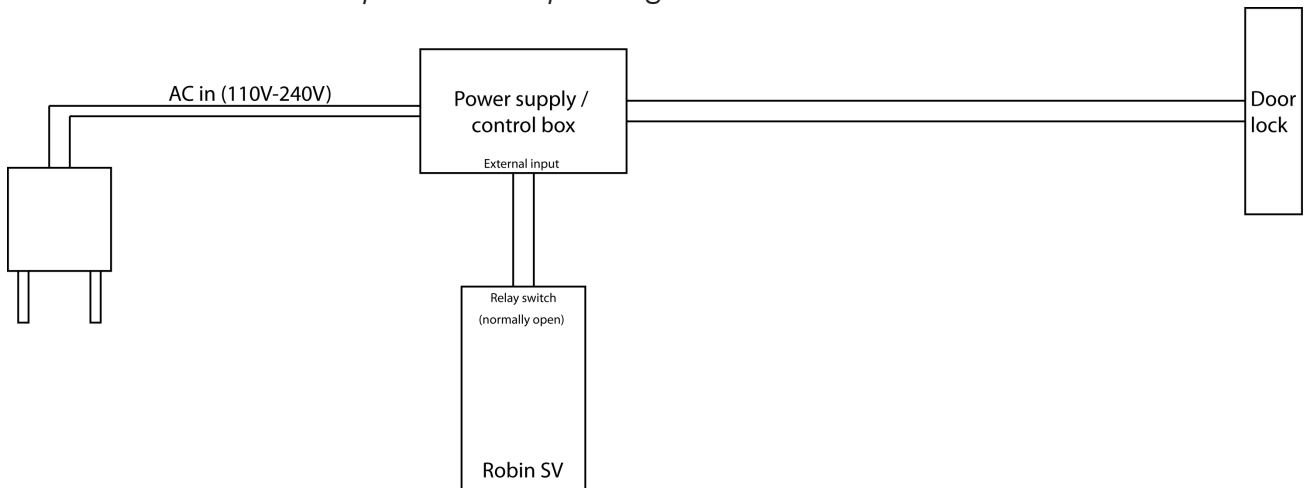 AC in (110V-240V)
Power supply /
control box
External input
Door
lock
Relay switch
(normally open)
Robin SV